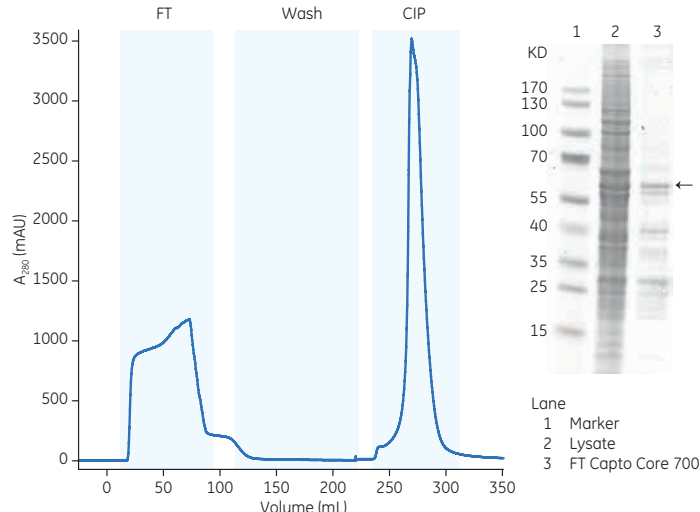 FT Wash CIP
3500
3000
2500
2000
1500
1000
500
0
A280 (mAU)
0 50 100 150 200 250 300 350
Volume (mL)
1 2 3
KD
170
130
100
70
55
40
35
25
15
←
Lane
1 Marker
2 Lysate
3 FT Capto Core 700